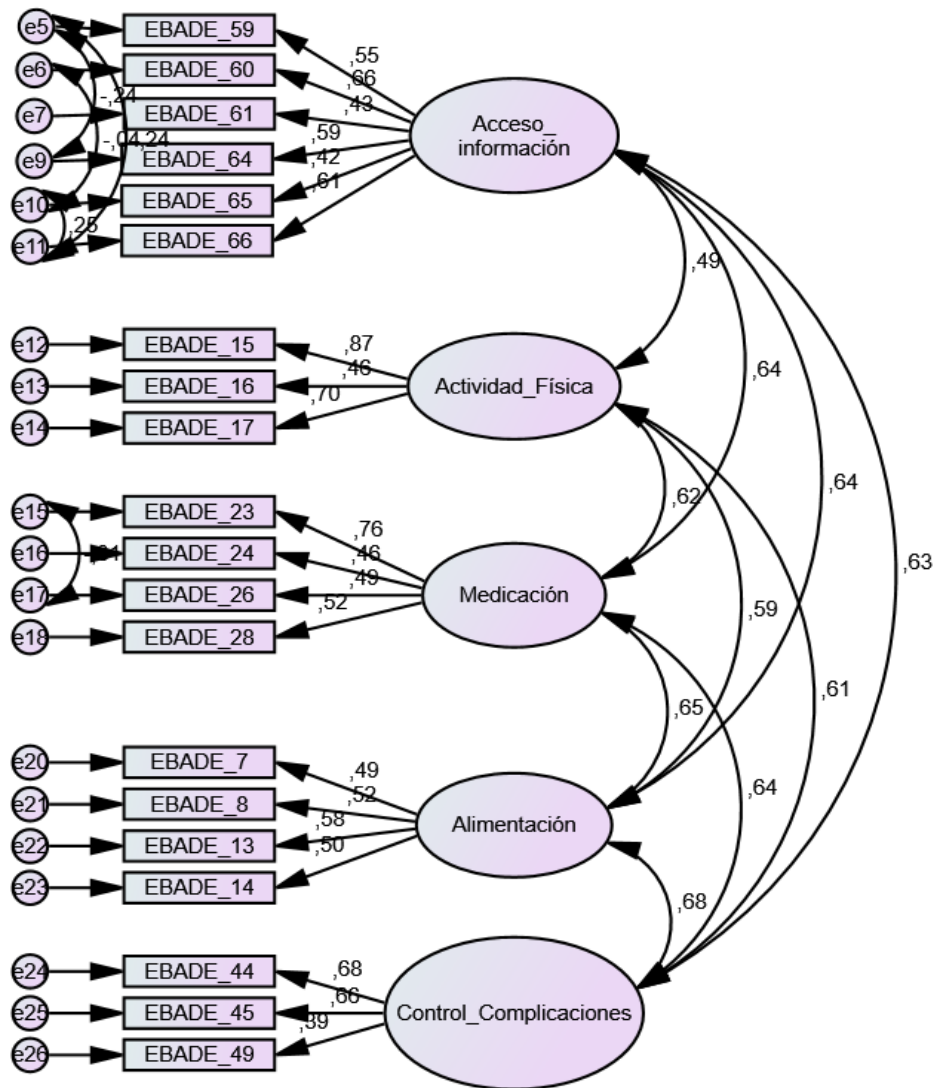 e5
EBADE_59
,55
e6
EBADE_60
,66
e7
EBADE_61
,43
e9
EBADE_64
,59
e10
EBADE_65
,42
e11
EBADE_66
,61
-,24
-,04
,24
,25
Acceso_
información
,49
e12
EBADE_15
,87
e13
EBADE_16
,46
e14
EBADE_17
,70
Actividad_Física
,64
,62
,64
e15
EBADE_23
,76
e16
EBADE_24
,46
e17
EBADE_26
,49
e18
EBADE_28
,52
Medicación
,63
,59
,61
,65
e20
EBADE_7
,49
e21
EBADE_8
,52
e22
EBADE_13
,58
e23
EBADE_14
,50
Alimentación
,64
,68
e24
EBADE_44
,68
e25
EBADE_45
,66
e26
EBADE_49
,39
Control_Complicaciones